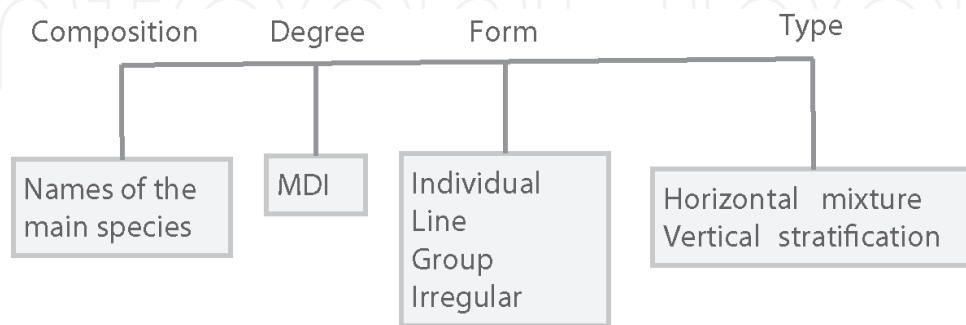 Composition Degree Form Type
Names of the
main species
MDI
Individual
Line
Group
Irregular
Horizontal mixture
Vertical stratification